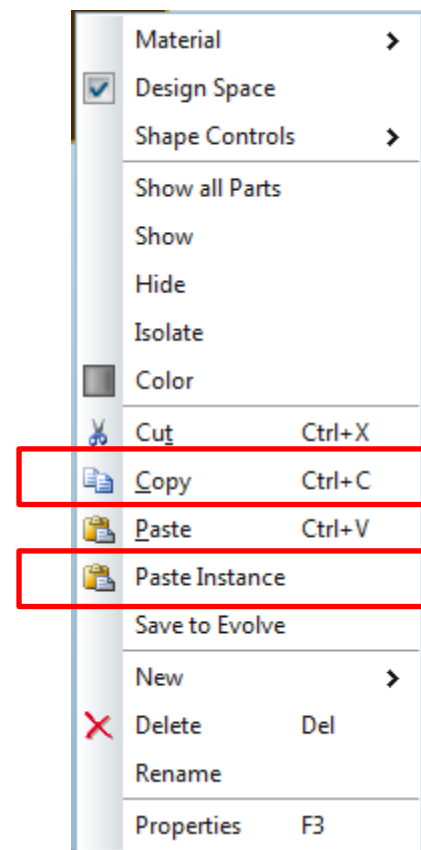 Material
Design Space
Shape Controls
Show all Parts
Show
Hide
Isolate
Color
Cut Ctrl+X
Copy Ctrl+C
Paste Ctrl+V
Paste Instance
Save to Evolve
New
Delete Del
Rename
Properties F3